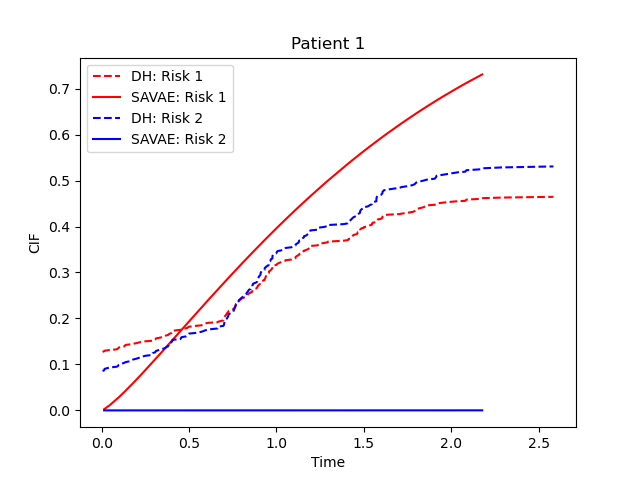 Patient 1
DH: Risk 1
SAVAE: Risk 1
DH: Risk 2
SAVAE: Risk 2
CIF
0.7
0.6
0.5
0.4
0.3
0.2
0.1
0.0
0.0 0.5 1.0 1.5 2.0 2.5
Time